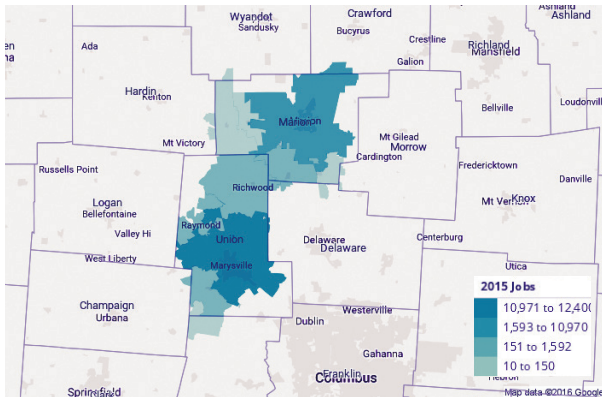 Ashland
Wyandot
Crawford
Ashland
Sandusky
Bucyrus
Crestline
Richland
Ada
Mansfield
Galion
Hardin
Kenton
Bellville
Loudonvil
Marion
Mt Gilead
Morrow
Mt Victory
Cardington
Fredericktown
Russells Point
Danville
Richwood
Logan
Mt Vernon
Knox
Bellefontaine
Raymond
Valley Hi
Union
Delaware
Delaware
Centerburg
West Liberty
Marysville
Utica
2015 Jobs
Champaign
Urbana
Westerville
10,971 to 12,400
Dublin
1,593 to 10,970
Gahanna
151 to 1,592
Franklin
Columbus
10 to 150
Hebron
Springfield
Clark
Map data ©2016 Google